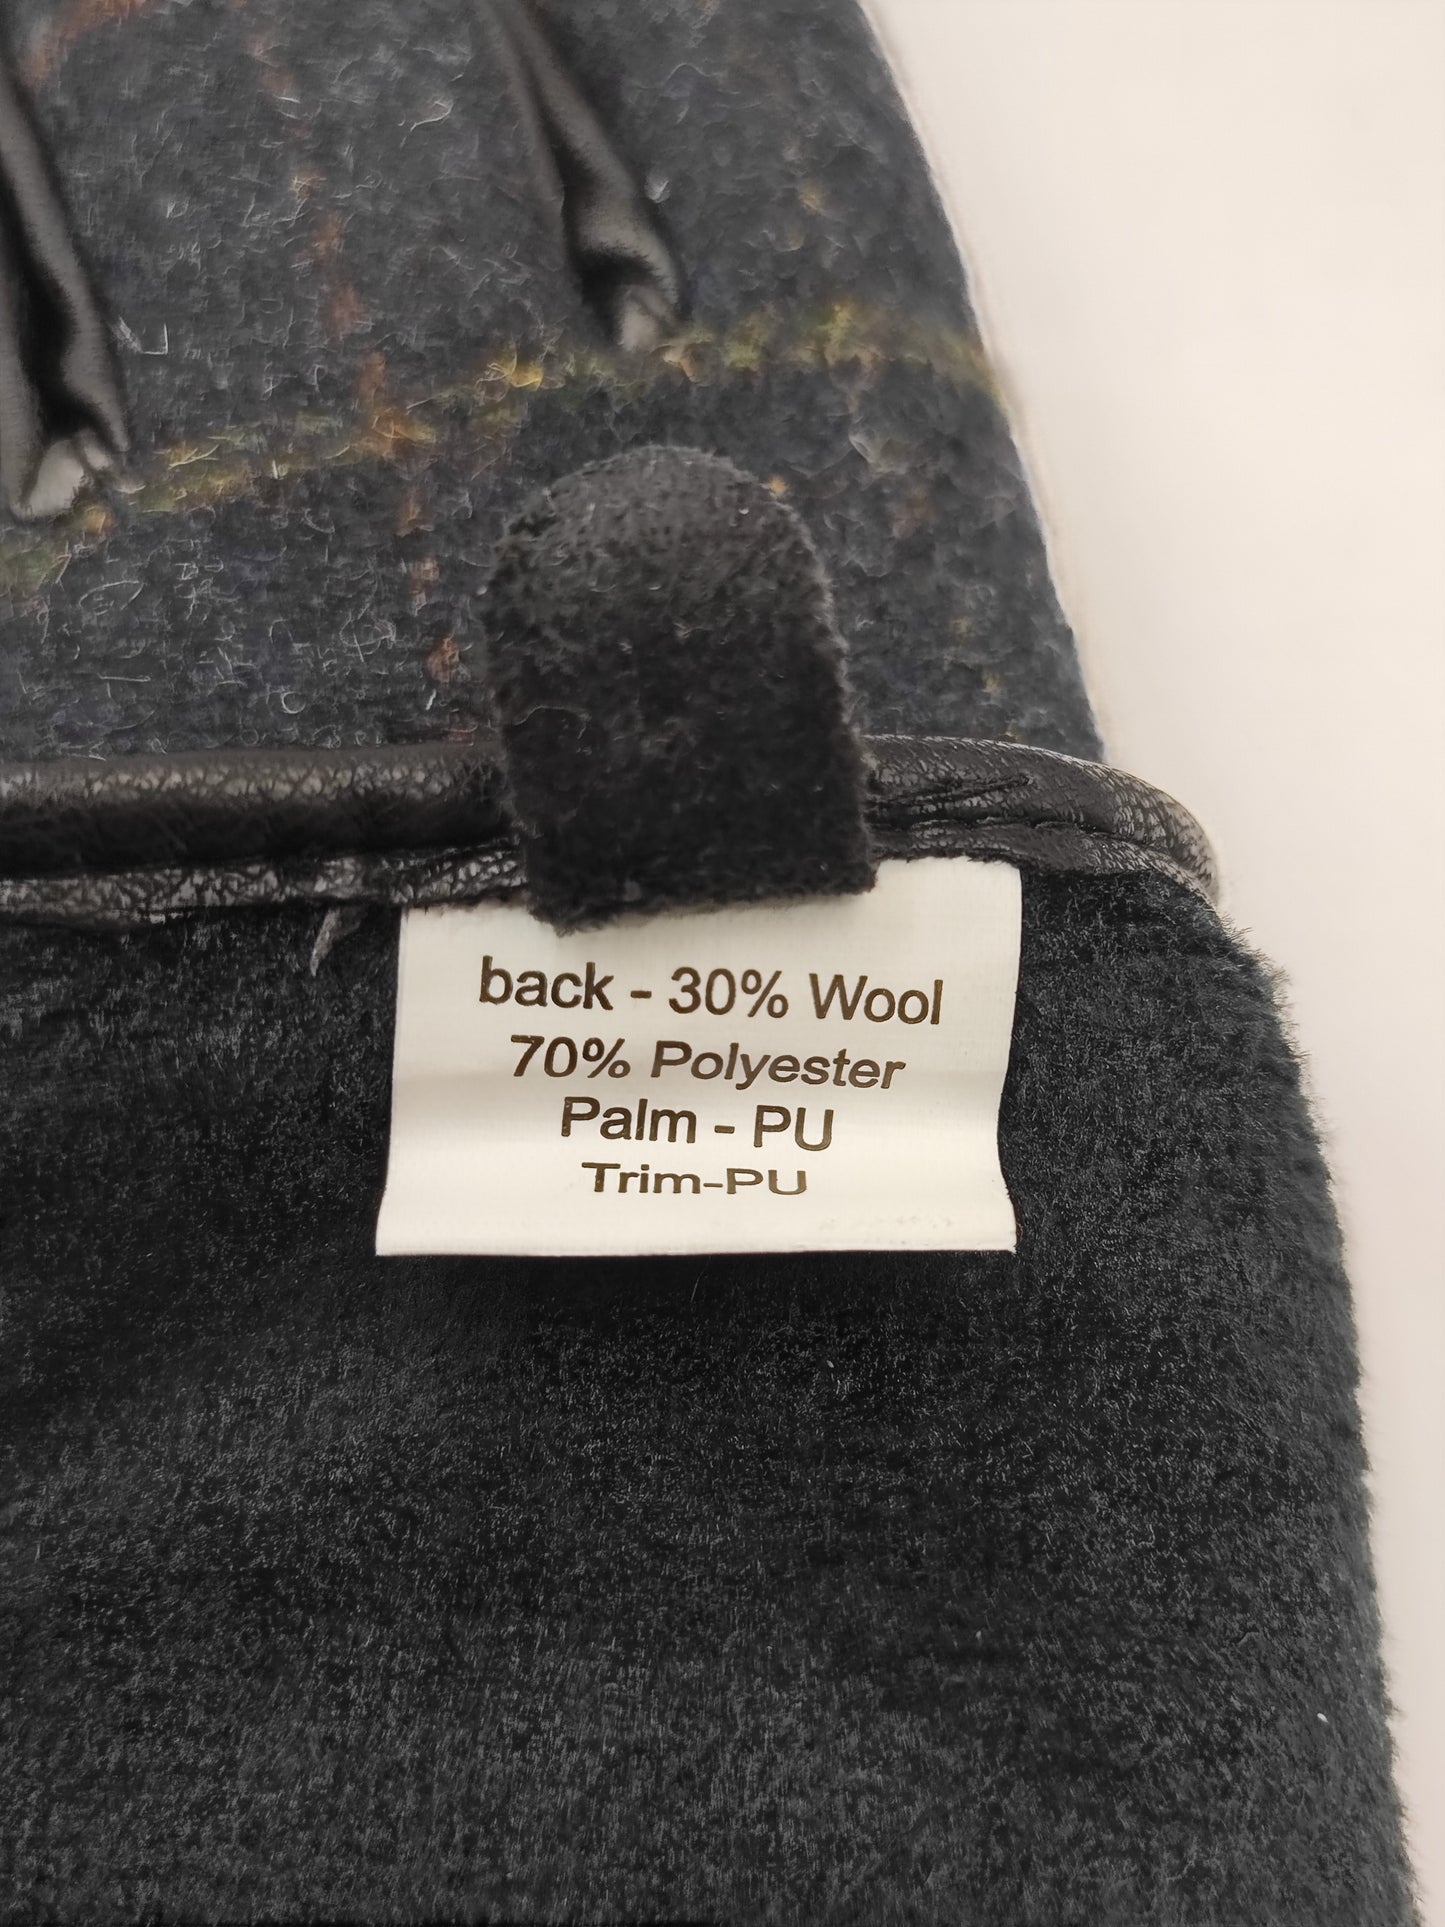 back - 30% Wool
70% Polyester
Palm - PU
Trim-PU